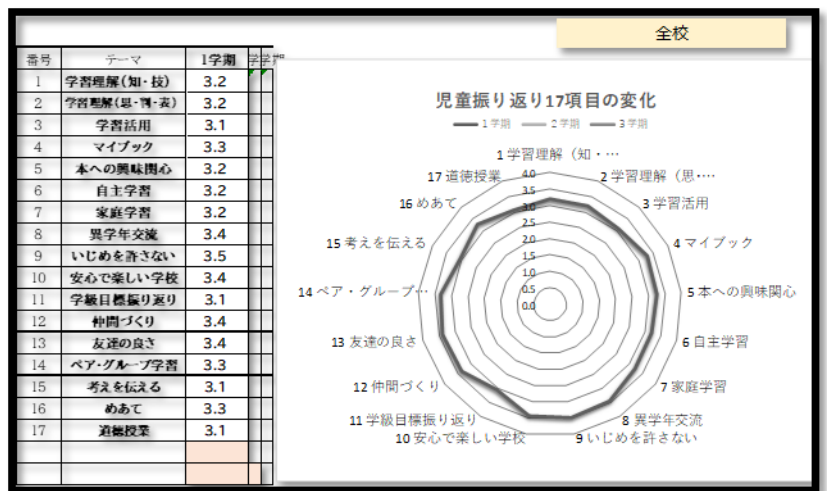 全校
番号 テーマ 1学期 学 学期
1 学習理解(知・技) 3.2
2 学習理解(思・判・表) 3.2
3 学習活用 3.1
4 マイブック 3.3
5 本への興味関心 3.2
6 自主学習 3.2
7 家庭学習 3.2
8 異学年交流 3.4
9 いじめを許さない 3.5
10 安心で楽しい学校 3.4
11 学級目標振り返り 3.1
12 仲間づくり 3.4
13 友達の良さ 3.4
14 ペア・グループ学習 3.3
15 考えを伝える 3.1
16 めあて 3.3
17 道徳授業 3.1
児童振り返り17項目の変化
1学期 2学期 3学期
1 学習理解(知・…
2 学習理解(思・…
3 学習活用
4 マイブック
5 本への興味関心
6 自主学習
7 家庭学習
8 異学年交流
9 いじめを許さない
10 安心で楽しい学校
11 学級目標振り返り
12 仲間づくり
13 友達の良さ
14 ペア・グループ…
15 考えを伝える
16 めあて
17 道徳授業
4.0
3.5
3.0
2.5
2.0
1.5
1.0
0.5
0.0